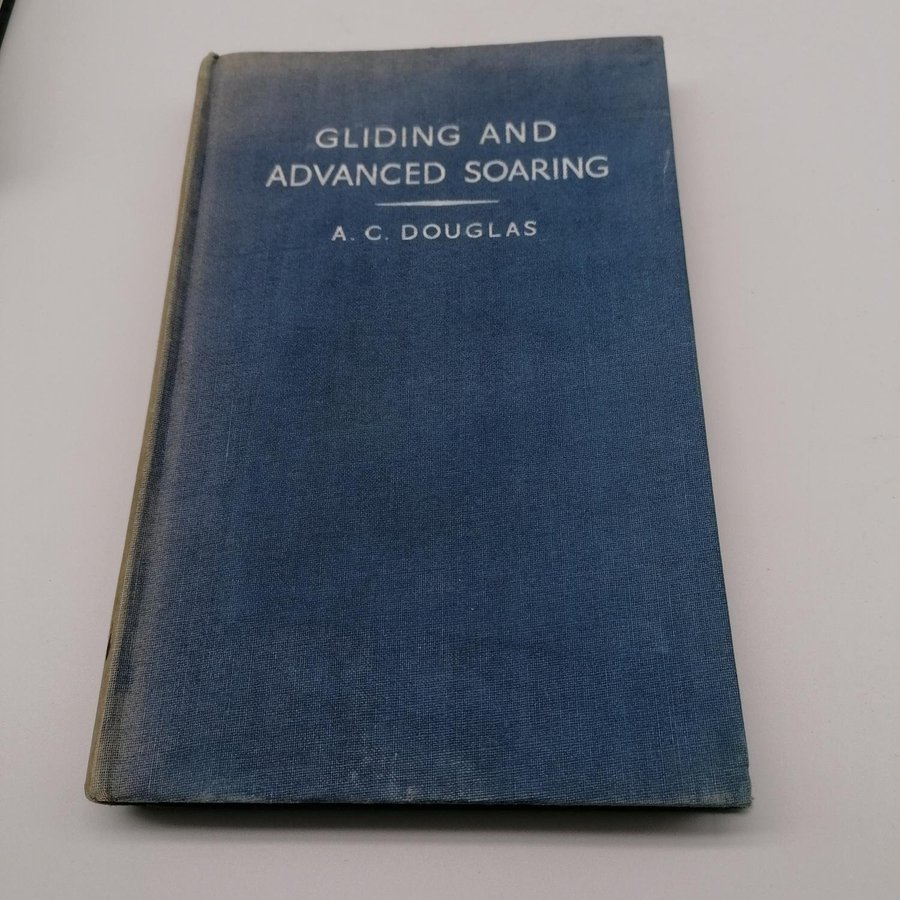 GLIDING AND
ADVANCED SOARING
A. C. DOUGLAS